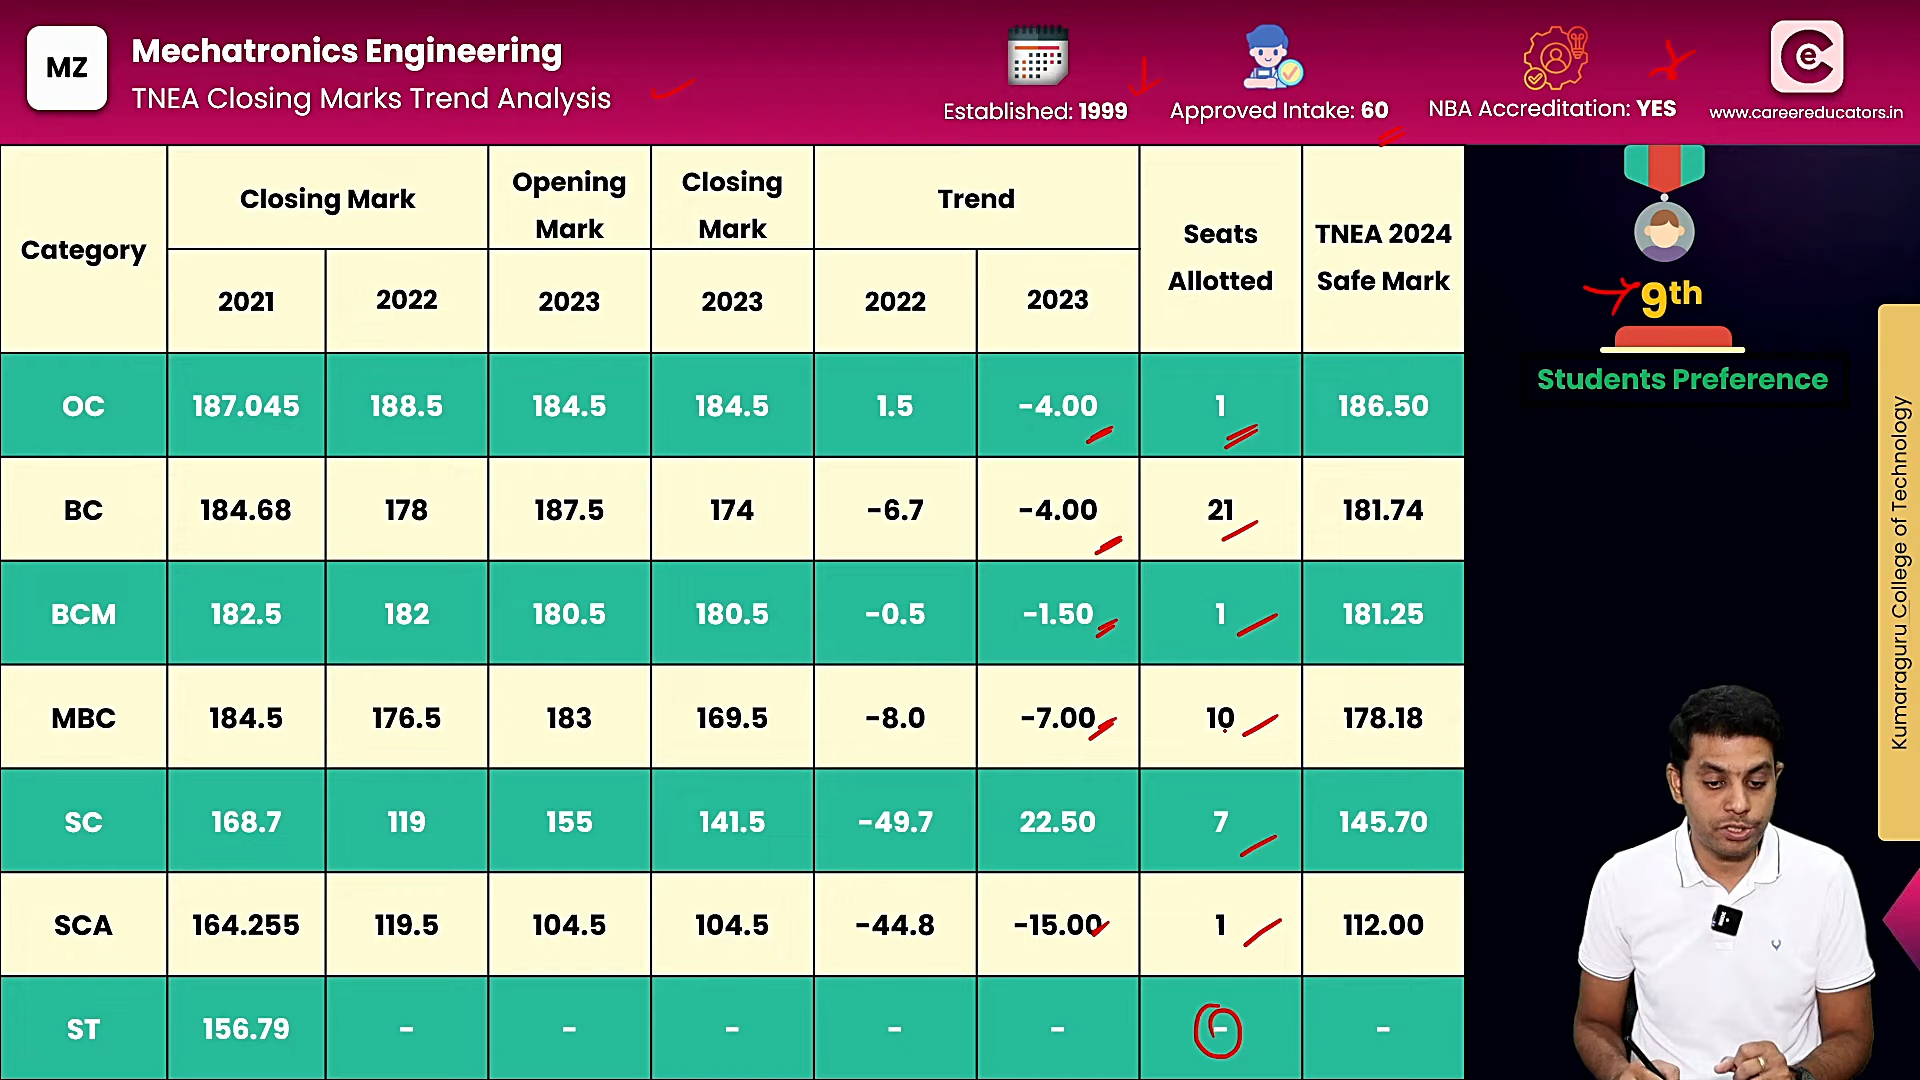 MZ
Mechatronics Engineering
TNEA Closing Marks Trend Analysis
Established: 1999
Approved Intake: 60
NBA Accreditation: YES
e
www.careereducators.in
Category
Closing Mark
Opening Mark
Closing Mark
Trend
Seats Allotted
TNEA 2024 Safe Mark
2021 2022 2023 2023 2022 2023
OC 187.045 188.5 184.5 184.5 1.5 -4.00 1 186.50
BC 184.68 178 187.5 174 -6.7 -4.00 21 181.74
BCM 182.5 182 180.5 180.5 -0.5 -1.50 1 181.25
MBC 184.5 176.5 183 169.5 -8.0 -7.00 10 178.18
SC 168.7 119 155 141.5 -49.7 22.50 7 145.70
SCA 164.255 119.5 104.5 104.5 -44.8 -15.00 1 112.00
ST 156.79 - - - - - - -
9th
Students Preference
Kumaraguru College of Technology